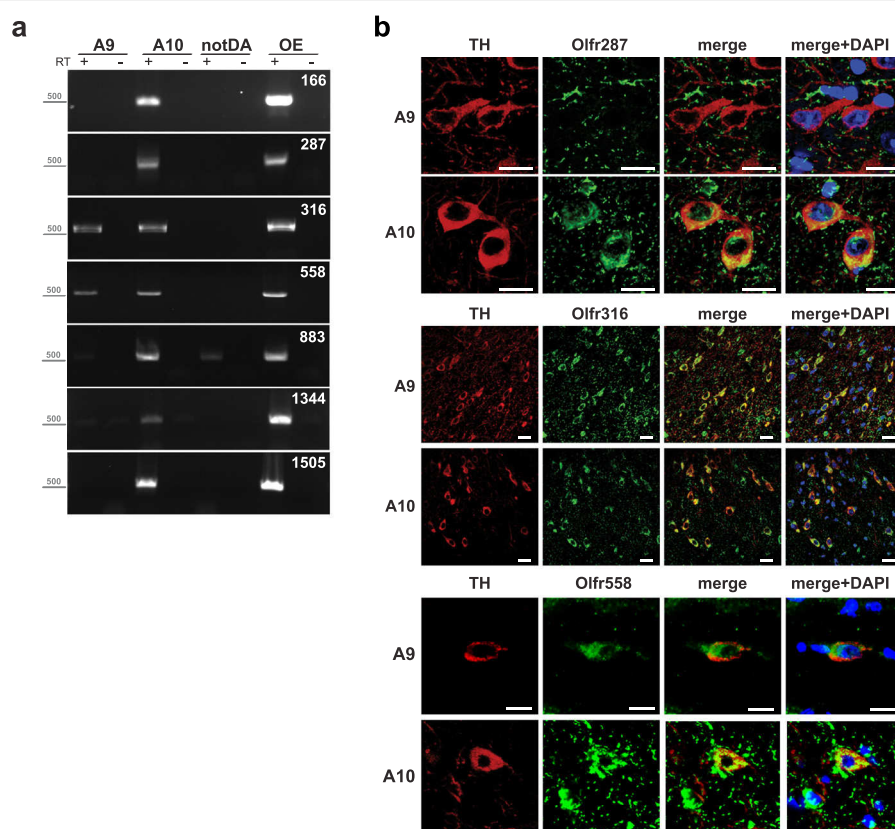 a
A9 A10 notDA OE
RT + - + - + - + -
500 166
500 287
500 316
500 558
500 883
500 1344
500 1505
b
TH Olfr287 merge merge+DAPI
A9
A10
TH Olfr316 merge merge+DAPI
A9
A10
TH Olfr558 merge merge+DAPI
A9
A10